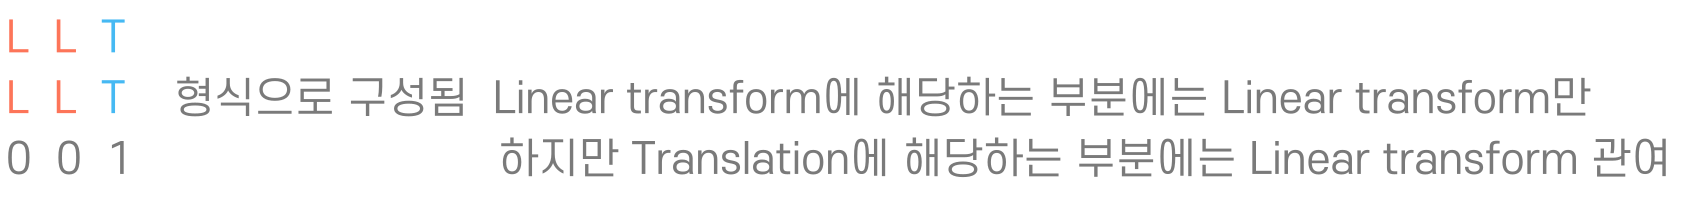 L L T
L L T 형식으로 구성됨 Linear transform에 해당하는 부분에는 Linear transform만
0 0 1 하지만 Translation에 해당하는 부분에는 Linear transform 관여